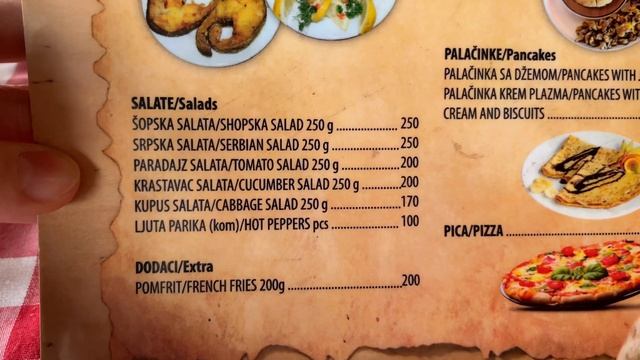 SALATE/Salads
ŠOPSKA SALATA/SHOPSKA SALAD 250 g ........................ 250
SRPSKA SALATA/SERBIAN SALAD 250 g ........................ 250
PARADAJZ SALATA/TOMATO SALAD 250 g ..................... 200
KRASTAVAC SALATA/CUCUMBER SALAD 250 g ...........200
KUPUS SALATA/CABBAGE SALAD 250 g ........................ 170
LJUTA PARIKA (kom)/HOT PEPPERS pcs ....................... 100
DODACI/Extra
POMFRIT/FRENCH FRIES 200g ......................................200
PALAČINKE/Pancakes
PALAČINKA SA DŽEMOM/PANCAKES WITH
PALAČINKA KREM PLAZMA/PANCAKES
CREAM AND BISCUITS ..........................
PICA/PIZZA ........................................